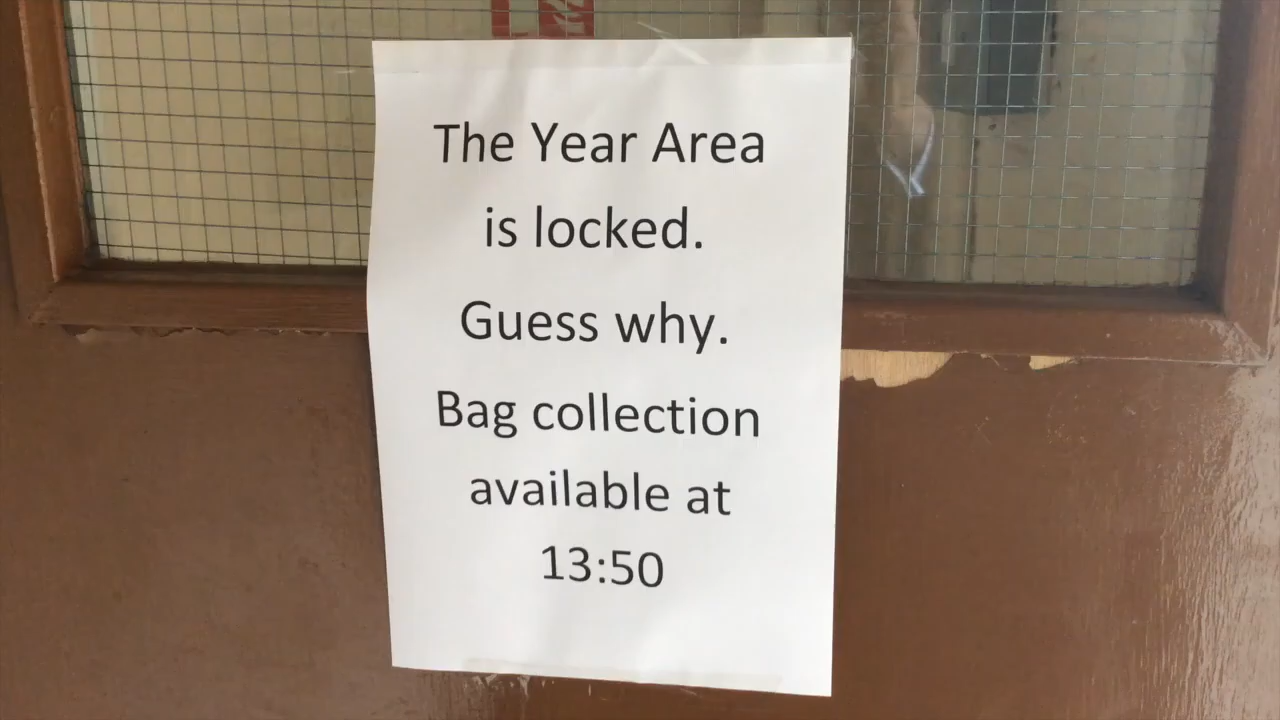 The Year Area
is locked.
Guess why.
Bag collection
available at
13:50